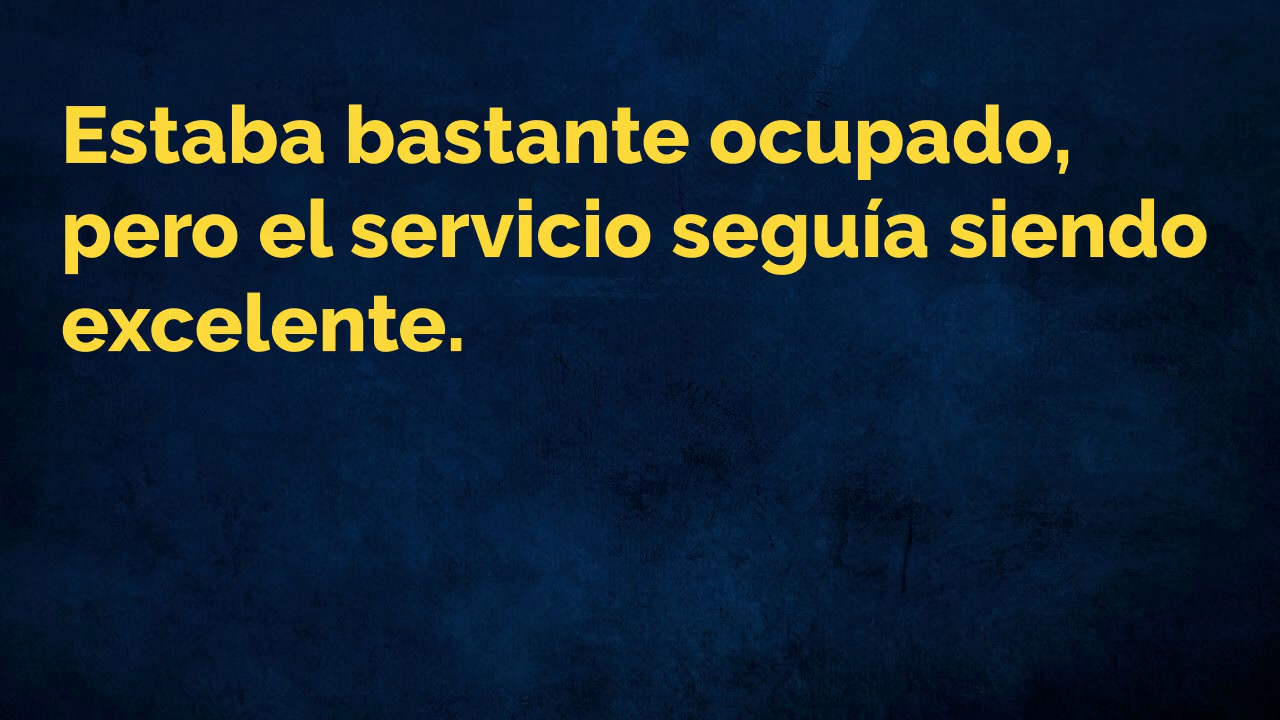 Estaba bastante ocupado,
pero el servicio seguía siendo
excelente.